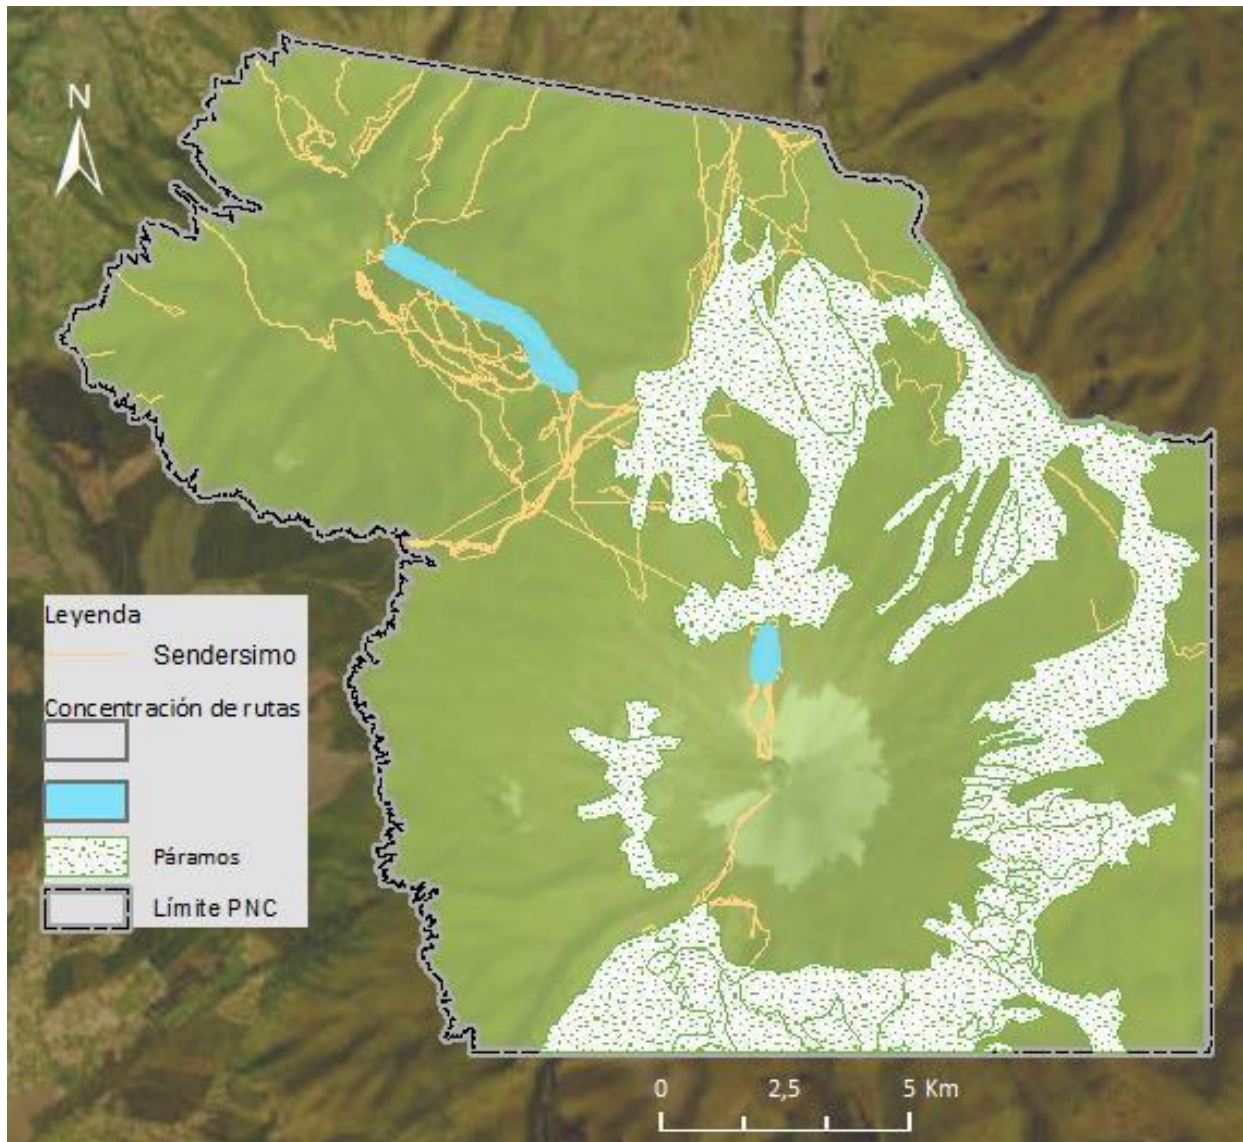 N
Leyenda
Sendersimo
Concentración de rutas
Páramos
Límite PNC
0 2,5 5 Km